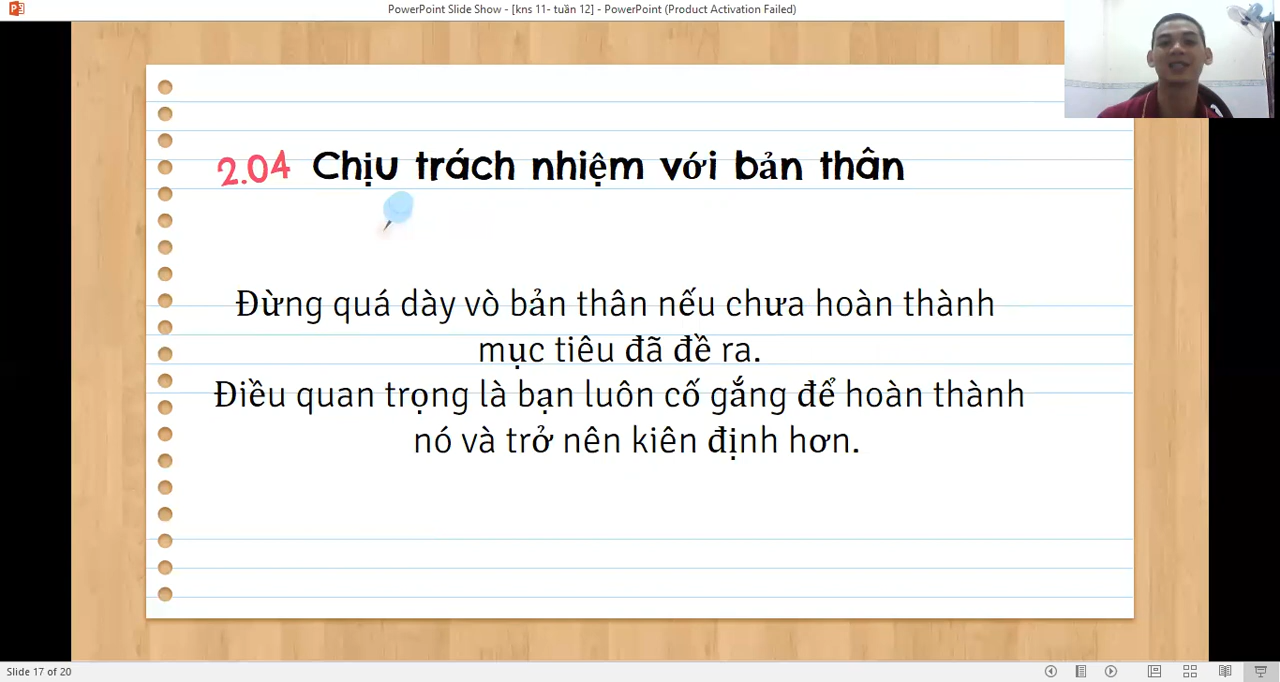 PowerPoint Slide Show - [kns 11- tuần 12] - PowerPoint (Product Activation Failed)
2.04 Chịu trách nhiệm với bản thân
Đừng quá dày vò bản thân nếu chưa hoàn thành
mục tiêu đã đề ra.
Điều quan trọng là bạn luôn cố gắng để hoàn thành
nó và trở nên kiên định hơn.
Slide 17 of 20